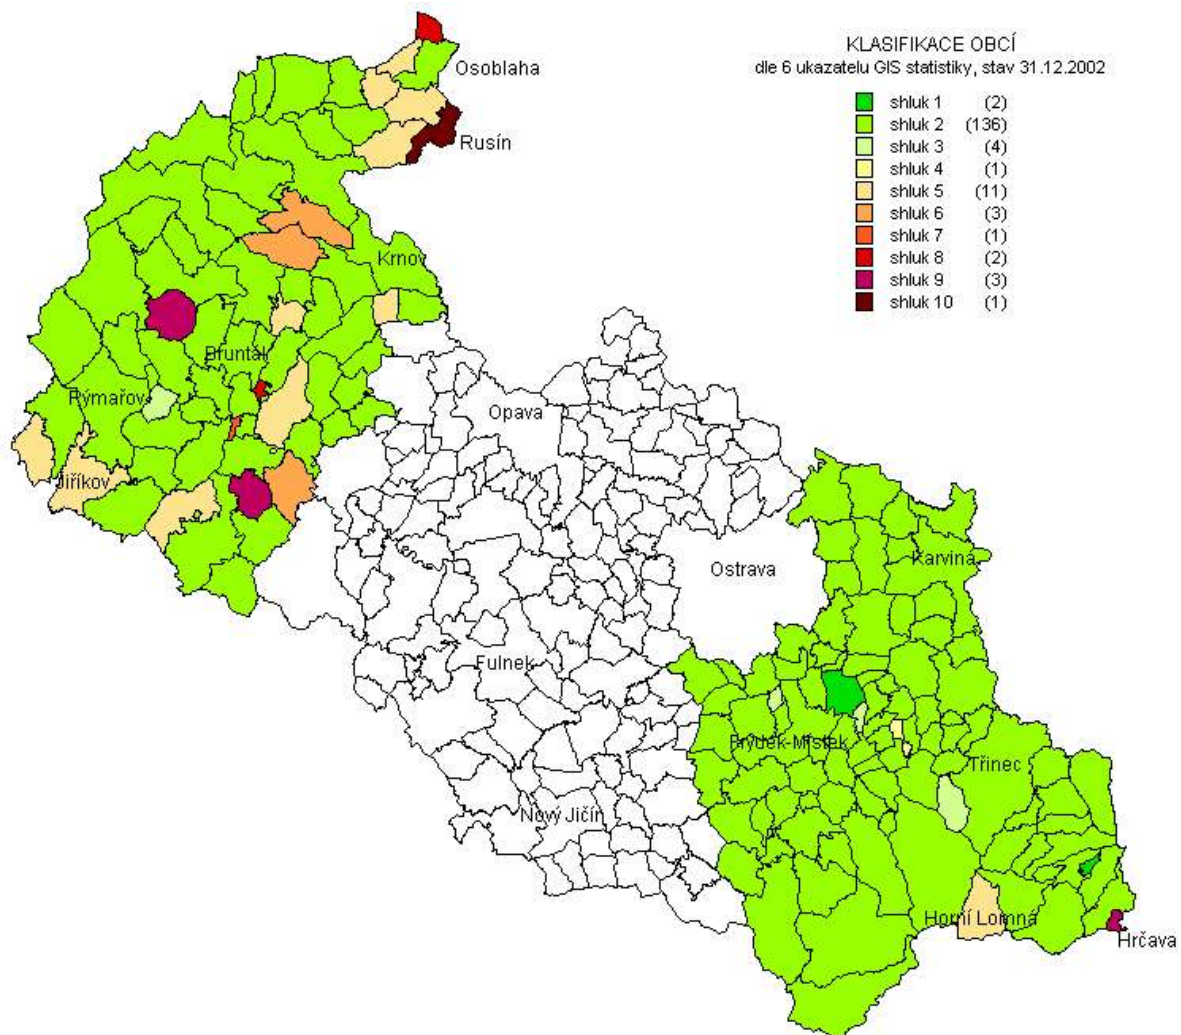 KLASIFIKACE OBCÍ
dle 6 ukazatelu GIS statistiky, stav 31.12.2002
shluk 1 (2)
shluk 2 (136)
shluk 3 (4)
shluk 4 (1)
shluk 5 (11)
shluk 6 (3)
shluk 7 (1)
shluk 8 (2)
shluk 9 (3)
shluk 10 (1)
Osoblaha
Rusín
Krnov
Bruntál
Rýmařov
Opava
Jiříkov
Karviná
Ostrava
Fulnek
Frýdek-Místek
Třinec
Nový Jičín
Horní Lomná
Hrčava